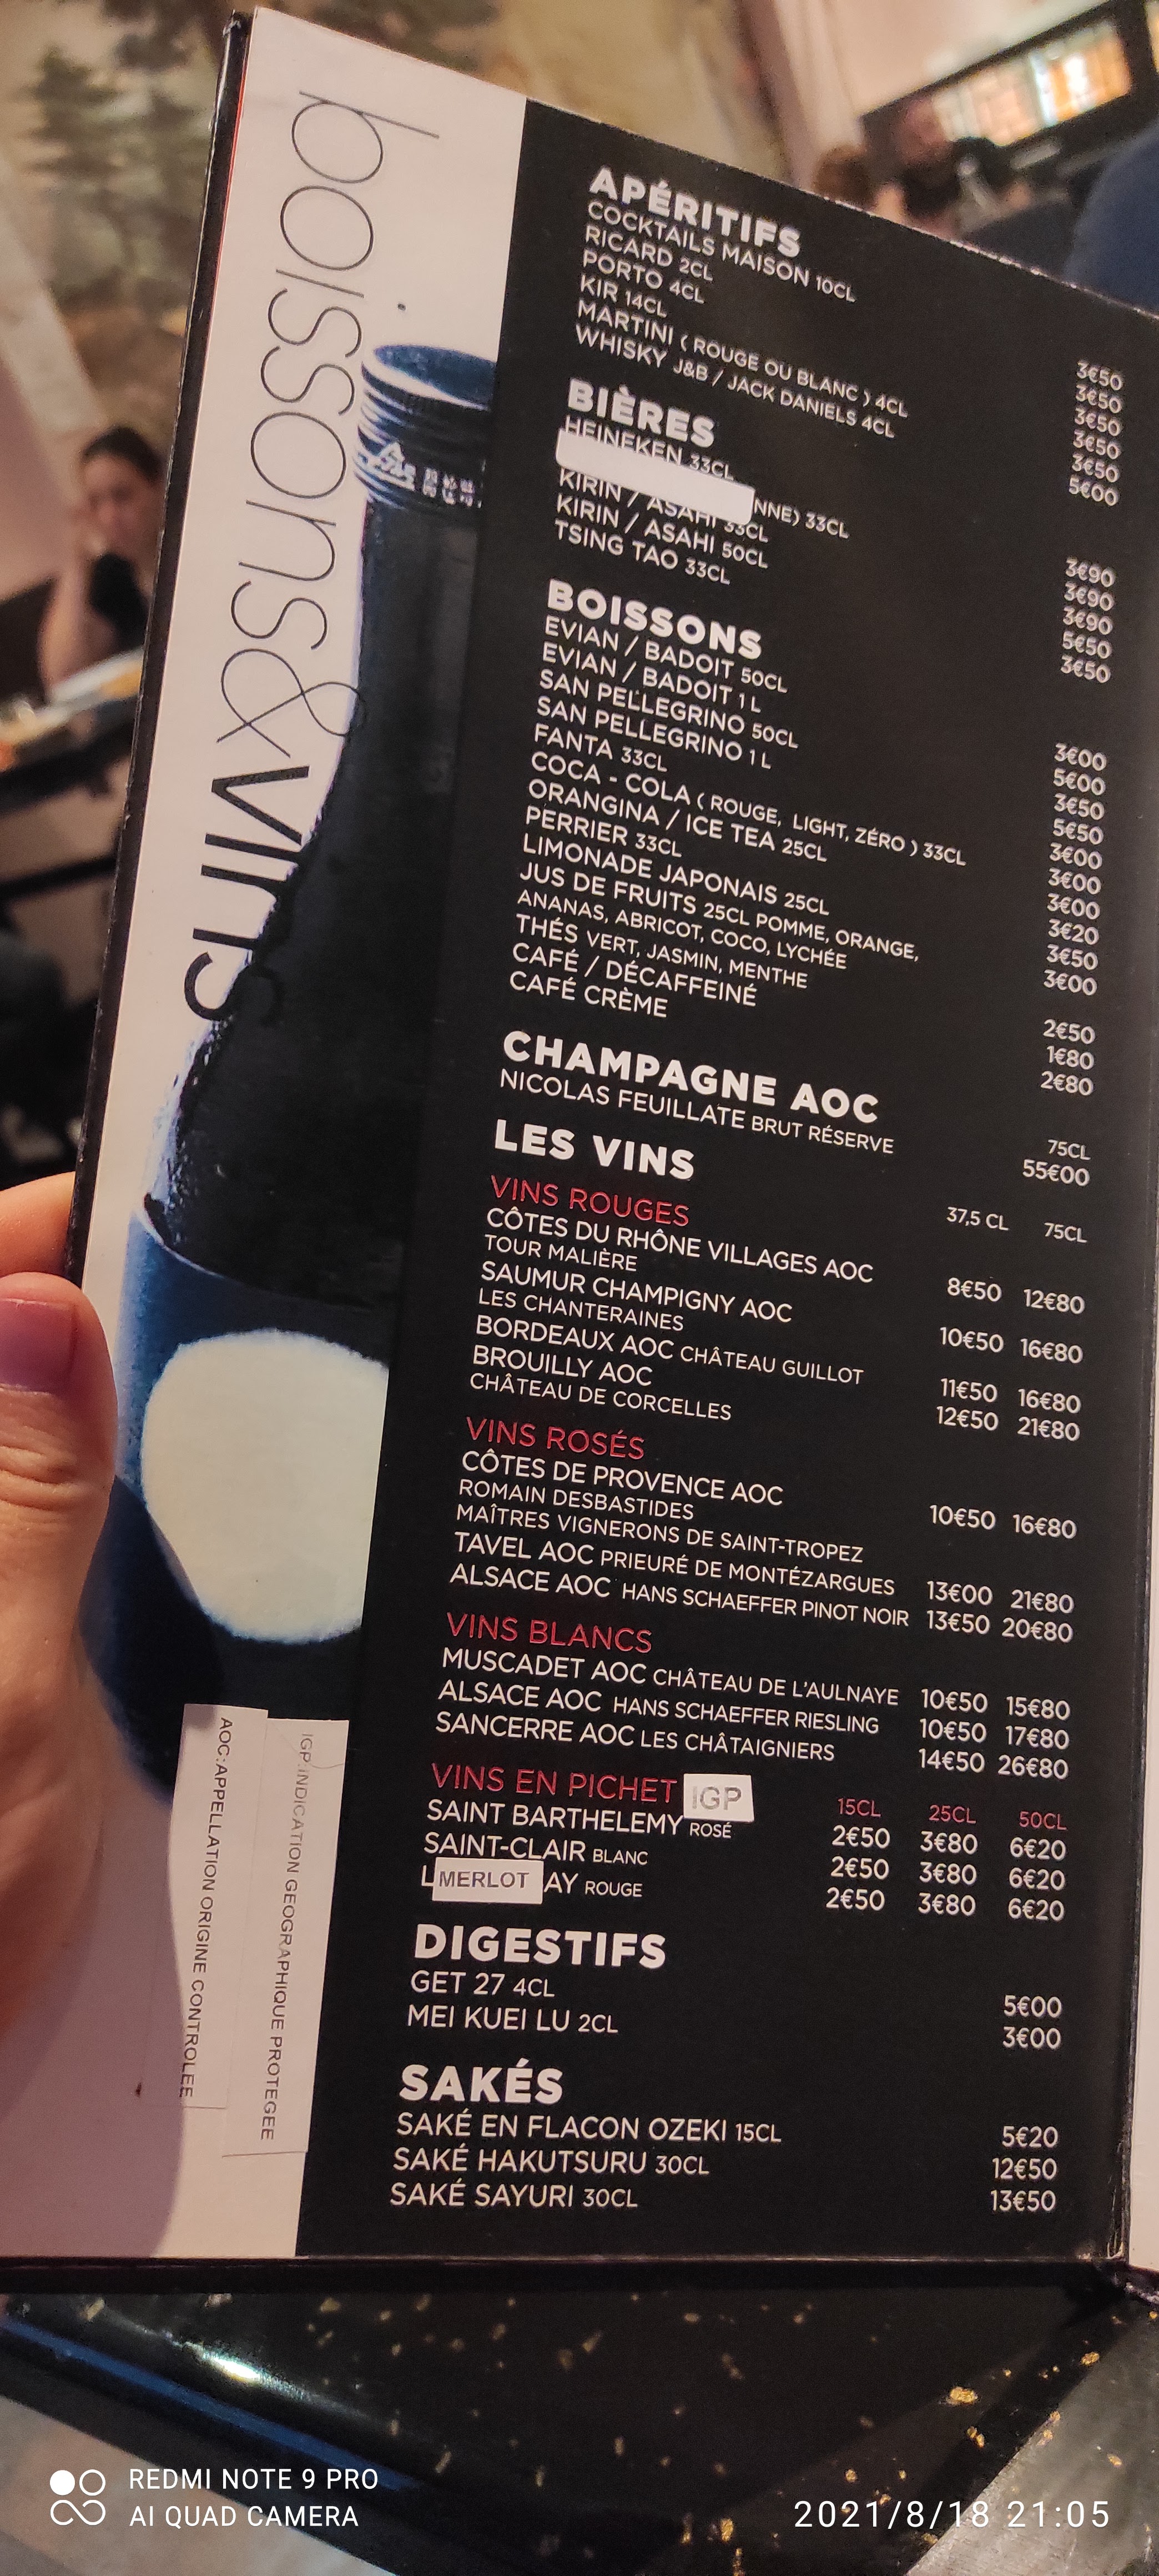 boissons&vins
APÉRITIFS
COCKTAILS MAISON 10CL 3€50
RICARD 2CL 3€50
PORTO 4CL 3€50
KIR 14CL 3€50
MARTINI ( ROUGE OU BLANC ) 4CL 3€50
WHISKY J&B / JACK DANIELS 4CL 5€00
BIÈRES
HEINEKEN 33CL 3€90
NNE) 33CL 3€90
KIRIN / ASAHI 33CL 3€90
KIRIN / ASAHI 50CL 5€50
TSING TAO 33CL 3€50
BOISSONS
EVIAN / BADOIT 50CL 3€00
EVIAN / BADOIT 1 L 5€00
SAN PELLEGRINO 50CL 3€50
SAN PELLEGRINO 1 L 5€50
FANTA 33CL 3€00
COCA - COLA ( ROUGE, LIGHT, ZÉRO ) 33CL 3€00
ORANGINA / ICE TEA 25CL 3€00
PERRIER 33CL 3€20
LIMONADE JAPONAIS 25CL 3€50
JUS DE FRUITS 25CL POMME, ORANGE, 3€00
ANANAS, ABRICOT, COCO, LYCHÉE
THÉS VERT, JASMIN, MENTHE 2€50
CAFÉ / DÉCAFFEINÉ 1€80
CAFÉ CRÈME 2€80
CHAMPAGNE AOC 75CL
NICOLAS FEUILLATE BRUT RÉSERVE 55€00
LES VINS
VINS ROUGES 37,5 CL 75CL
CÔTES DU RHÔNE VILLAGES AOC 8€50 12€80
TOUR MALIÈRE
SAUMUR CHAMPIGNY AOC 10€50 16€80
LES CHANTERAINES
BORDEAUX AOC CHÂTEAU GUILLOT 11€50 16€80
BROUILLY AOC 12€50 21€80
CHÂTEAU DE CORCELLES
VINS ROSÉS
CÔTES DE PROVENCE AOC 10€50 16€80
ROMAIN DESBASTIDES
MAÎTRES VIGNERONS DE SAINT-TROPEZ
TAVEL AOC PRIEURÉ DE MONTÉZARGUES 13€00 21€80
ALSACE AOC HANS SCHAEFFER PINOT NOIR 13€50 20€80
VINS BLANCS
MUSCADET AOC CHÂTEAU DE L'AULNAYE 10€50 15€80
ALSACE AOC HANS SCHAEFFER RIESLING 10€50 17€80
SANCERRE AOC LES CHÂTAIGNIERS 14€50 26€80
VINS EN PICHET IGP 15CL 25CL 50CL
SAINT BARTHELEMY ROSÉ 2€50 3€80 6€20
SAINT-CLAIR BLANC 2€50 3€80 6€20
L MERLOT AY ROUGE 2€50 3€80 6€20
DIGESTIFS
GET 27 4CL 5€00
MEI KUEI LU 2CL 3€00
SAKÉS
SAKÉ EN FLACON OZEKI 15CL 5€20
SAKÉ HAKUTSURU 30CL 12€50
SAKÉ SAYURI 30CL 13€50
IGP:INDICATION GEOGRAPHIQUE PROTEGEE
AOC:APPELLATION ORIGINE CONTROLEE
REDMI NOTE 9 PRO
AI QUAD CAMERA
2021/8/18 21:05